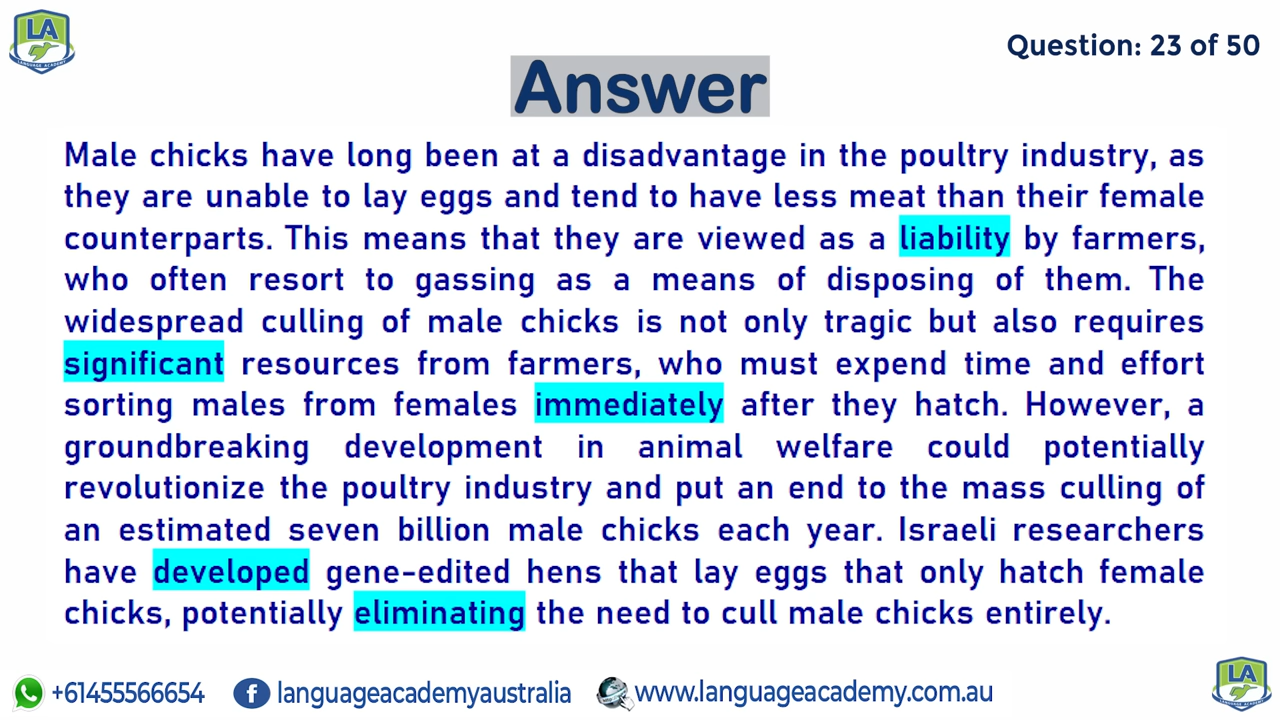 LA
LANGUAGE ACADEMY
Question: 23 of 50
Answer
Male chicks have long been at a disadvantage in the poultry industry, as
they are unable to lay eggs and tend to have less meat than their female
counterparts. This means that they are viewed as a liability by farmers,
who often resort to gassing as a means of disposing of them. The
widespread culling of male chicks is not only tragic but also requires
significant resources from farmers, who must expend time and effort
sorting males from females immediately after they hatch. However, a
groundbreaking development in animal welfare could potentially
revolutionize the poultry industry and put an end to the mass culling of
an estimated seven billion male chicks each year. Israeli researchers
have developed gene-edited hens that lay eggs that only hatch female
chicks, potentially eliminating the need to cull male chicks entirely.
+61455566654
languageacademyaustralia
www.languageacademy.com.au
LA
LANGUAGE ACADEMY